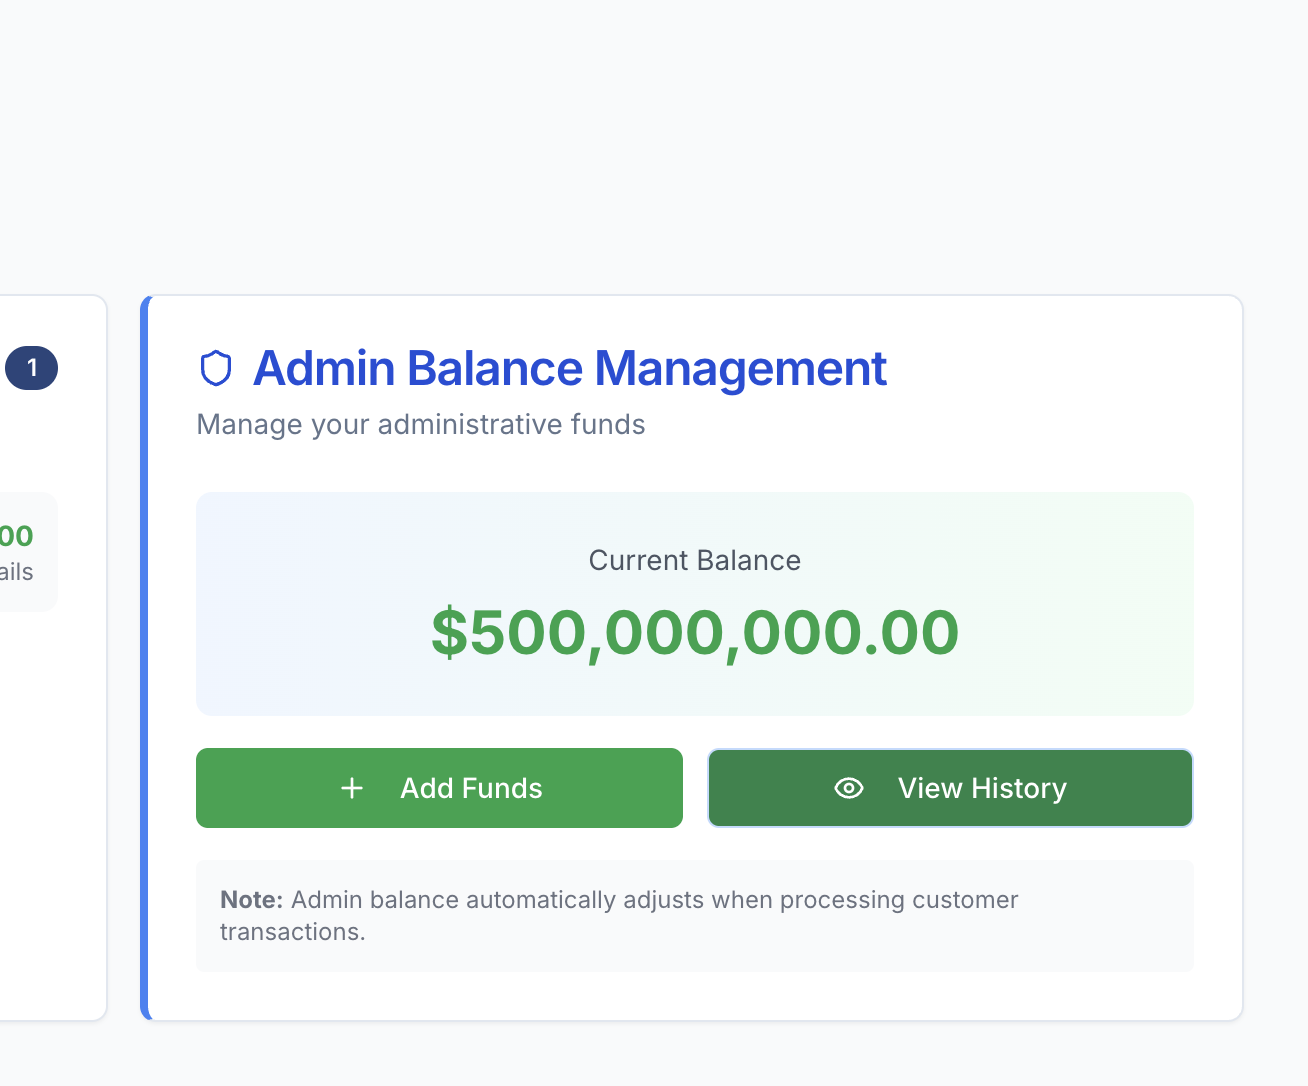 1
Admin Balance Management
Manage your administrative funds
00
ails
Current Balance
$500,000,000.00
Add Funds
View History
Note: Admin balance automatically adjusts when processing customer
transactions.